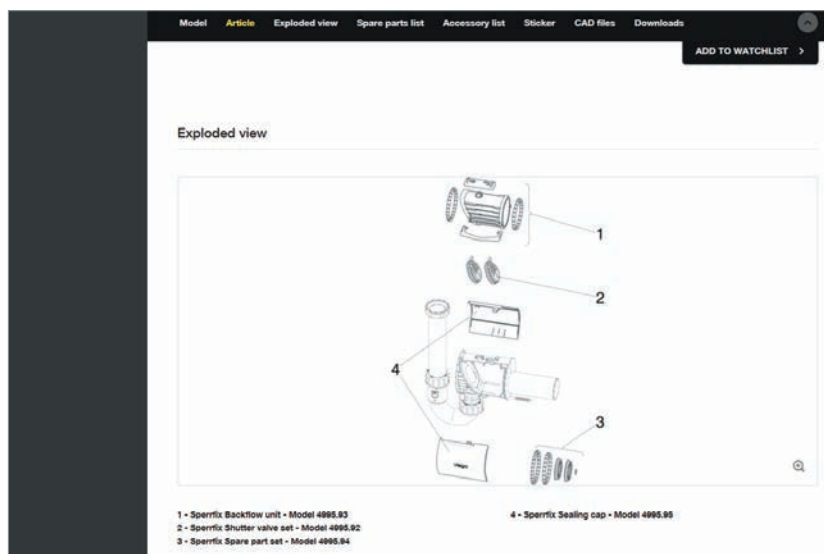 Model Article Exploded view Spare parts list Accessory list Sticker CAD files Downloads
ADD TO WATCHLIST >
Exploded view
1
2
4
3
viega
1 - Sperrfix Backflow unit - Model 4995.93
2 - Sperrfix Shutter valve set - Model 4995.92
3 - Sperrfix Spare part set - Model 4995.94
4 - Sperrfix Sealing cap - Model 4995.95